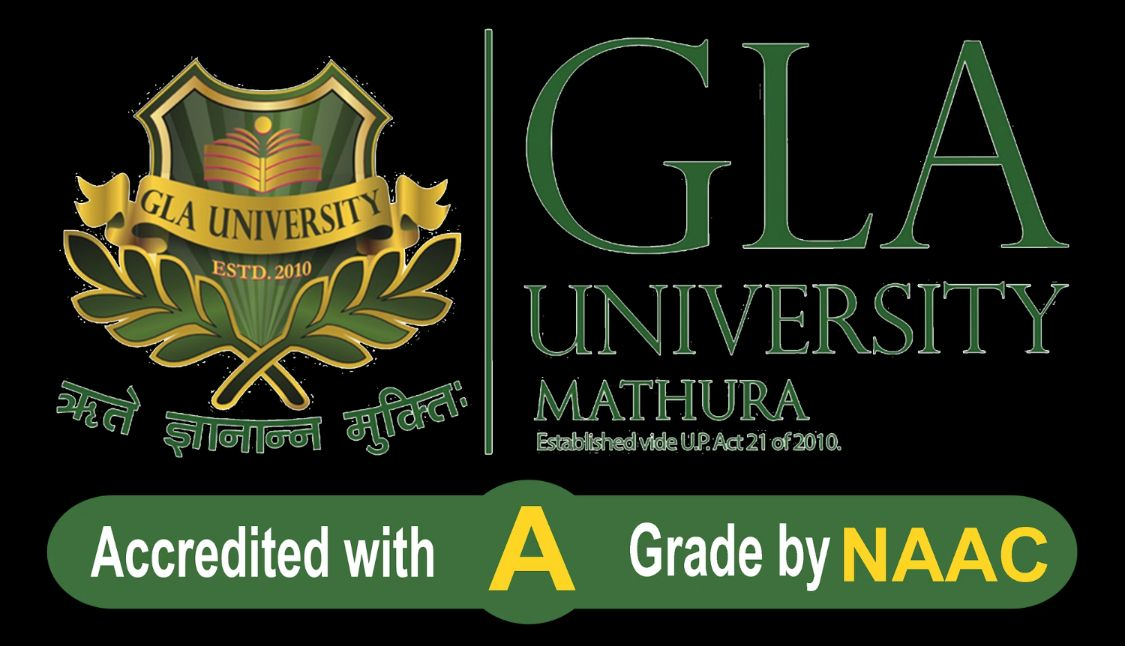 GLA UNIVERSITY
ESTD. 2010
ऋते ज्ञानान्न मुक्तिः
GLA
UNIVERSITY
MATHURA
Established vide U.P. Act 21 of 2010.
Accredited with A Grade by NAAC